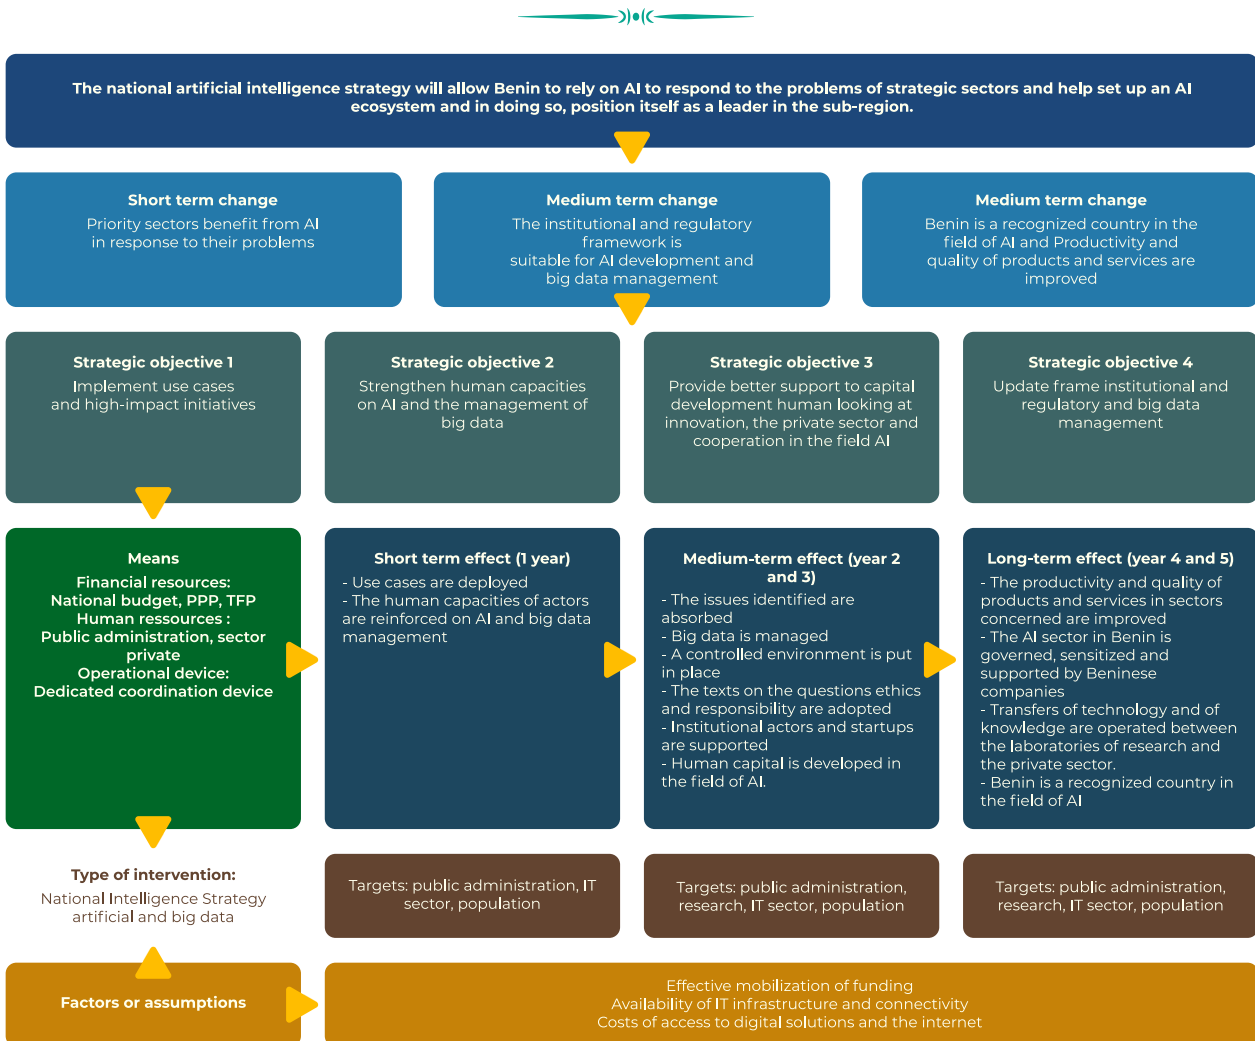 The national artificial intelligence strategy will allow Benin to rely on AI to respond to the problems of strategic sectors and help set up an AI
ecosystem and in doing so, position itself as a leader in the sub-region.
Short term change
Priority sectors benefit from AI
in response to their problems
Medium term change
The institutional and regulatory
framework is
suitable for AI development and
big data management
Medium term change
Benin is a recognized country in the
field of AI and Productivity and
quality of products and services are
improved
Strategic objective 1
Implement use cases
and high-impact initiatives
Strategic objective 2
Strengthen human capacities
on AI and the management of
big data
Strategic objective 3
Provide better support to capital
development human looking at
innovation, the private sector and
cooperation in the field AI
Strategic objective 4
Update frame institutional and
regulatory and big data
management
Means
Financial resources:
National budget, PPP, TFP
Human ressources :
Public administration, sector
private
Operational device:
Dedicated coordination device
Short term effect (1 year)
- Use cases are deployed
- The human capacities of actors
are reinforced on AI and big data
management
Medium-term effect (year 2
and 3)
- The issues identified are
absorbed
- Big data is managed
- A controlled environment is put
in place
- The texts on the questions ethics
and responsibility are adopted
- Institutional actors and startups
are supported
- Human capital is developed in
the field of AI.
Long-term effect (year 4 and 5)
- The productivity and quality of
products and services in sectors
concerned are improved
- The AI sector in Benin is
governed, sensitized and
supported by Beninese
companies
- Transfers of technology and of
knowledge are operated between
the laboratories of research and
the private sector.
- Benin is a recognized country in
the field of AI
Type of intervention:
National Intelligence Strategy
artificial and big data
Targets: public administration, IT
sector, population
Targets: public administration,
research, IT sector, population
Targets: public administration,
research, IT sector, population
Factors or assumptions
Effective mobilization of funding
Availability of IT infrastructure and connectivity
Costs of access to digital solutions and the internet